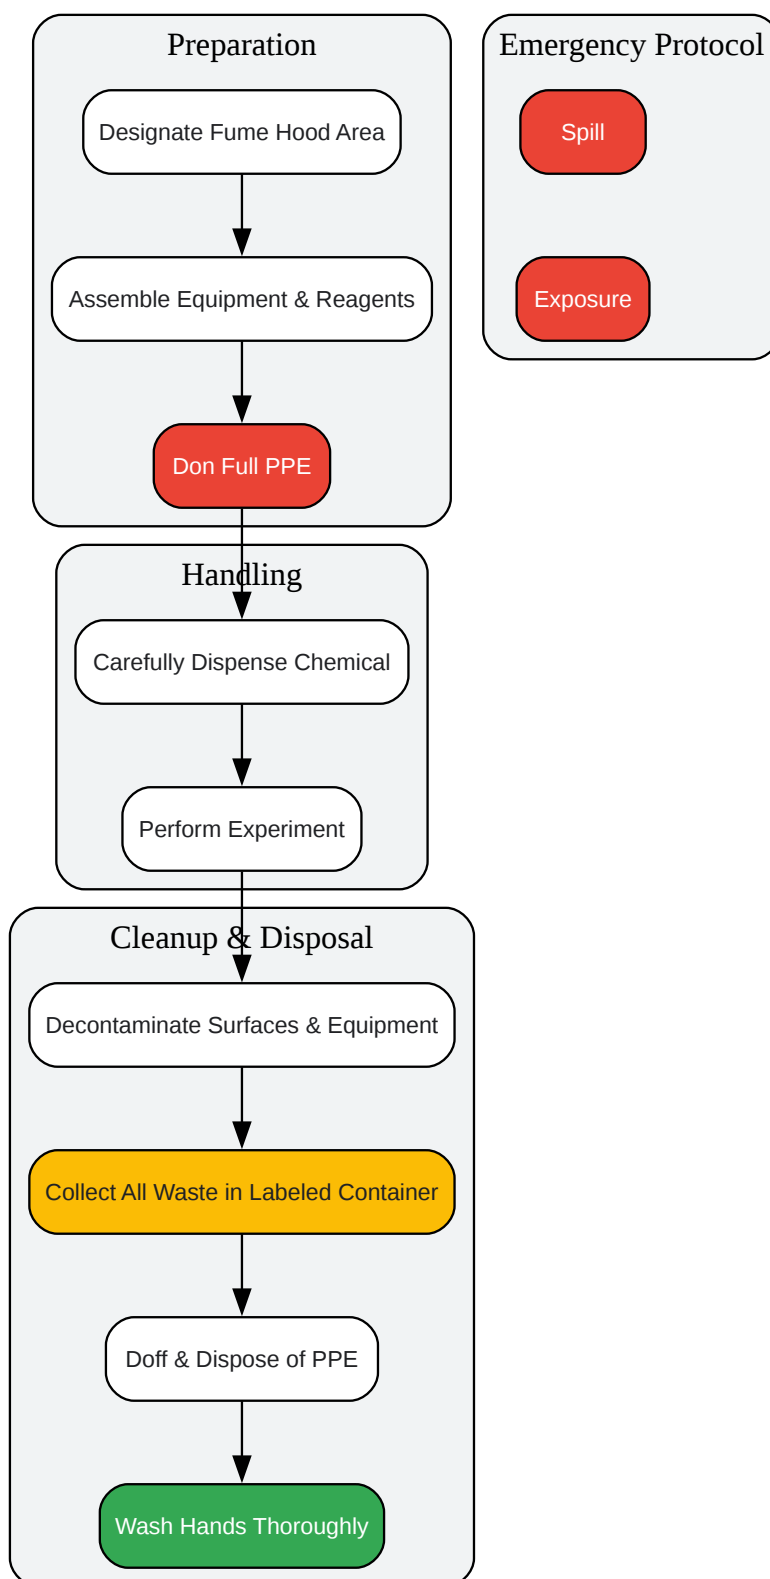 Preparation
Designate Fume Hood Area
Assemble Equipment & Reagents
Don Full PPE
Handling
Carefully Dispense Chemical
Perform Experiment
Cleanup & Disposal
Decontaminate Surfaces & Equipment
Collect All Waste in Labeled Container
Doff & Dispose of PPE
Wash Hands Thoroughly
Emergency Protocol
Spill
Exposure